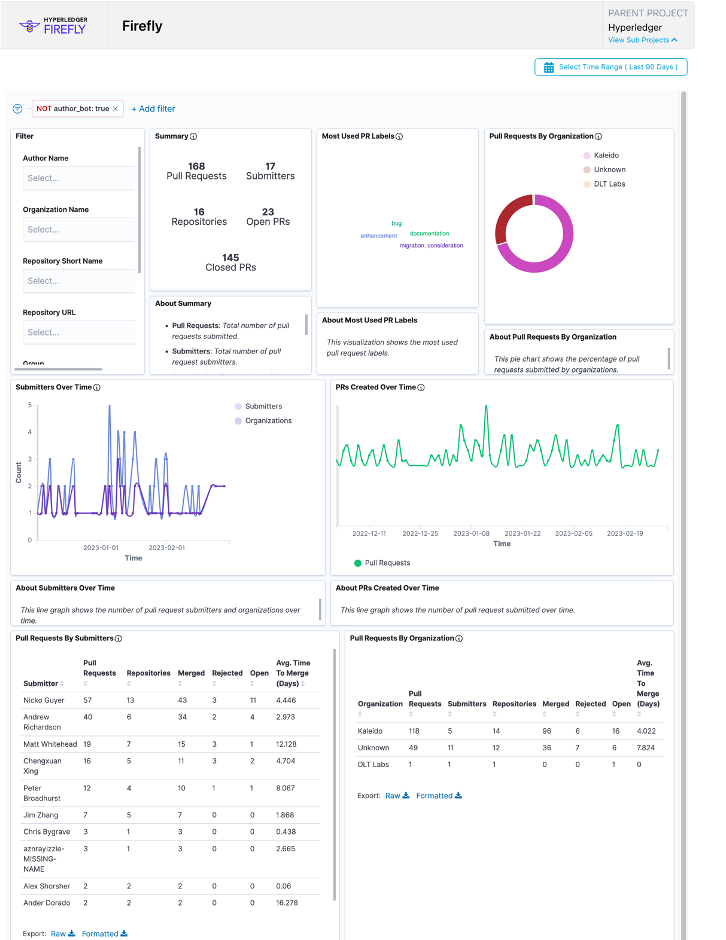 HYPERLEDGER
FIREFLY
Firefly
PARENT PROJECT
Hyperledger
View Sub Projects
Select Time Range ( Last 90 Days )
NOT author_bot: true ×
+ Add filter
Filter
Author Name
Select...
Organization Name
Select...
Repository Short Name
Select...
Repository URL
Select...
Group
Summary
168
Pull Requests
17
Submitters
16
Repositories
23
Open PRs
145
Closed PRs
About Summary
• Pull Requests: Total number of pull
requests submitted.
• Submitters: Total number of pull
request submitters.
Most Used PR Labels
bug
enhancement
documentation
migration_consideration
About Most Used PR Labels
This visualization shows the most used
pull request labels.
Pull Requests By Organization
Kaleido
Unknown
DLT Labs
About Pull Requests By Organization
This pie chart shows the percentage of pull
requests submitted by organizations.
Submitters Over Time
5
4
3
2
1
0
Count
2023-01-01 2023-02-01
Time
Submitters
Organizations
PRs Created Over Time
2022-12-11 2022-12-25 2023-01-08 2023-01-22 2023-02-05 2023-02-19
Time
Pull Requests
About Submitters Over Time
This line graph shows the number of pull request submitters and organizations over
time.
About PRs Created Over Time
This line graph shows the number of pull request submitted over time.
Pull Requests By Submitters
Submitter Pull Requests Repositories Merged Rejected Open Avg. Time To Merge (Days)
Nicko Guyer 57 13 43 3 11 4.446
Andrew Richardson 40 6 34 2 4 2.973
Matt Whitehead 19 7 15 3 1 12.128
Chengxuan Xing 16 5 11 3 2 4.704
Peter Broadhurst 12 4 10 1 1 8.067
Jim Zhang 7 5 7 0 0 1.868
Chris Bygrave 3 1 3 0 0 0.438
aznrayizzle-MISSING-NAME 3 1 3 0 0 2.665
Alex Shorsher 2 2 2 0 0 0.06
Ander Dorado 2 2 2 0 0 16.278
Export: Raw Formatted
Pull Requests By Organization
Organization Pull Requests Submitters Repositories Merged Rejected Open Avg. Time To Merge (Days)
Kaleido 118 5 14 96 6 16 4.022
Unknown 49 11 12 36 7 6 7.824
DLT Labs 1 1 1 0 0 1 0
Export: Raw Formatted